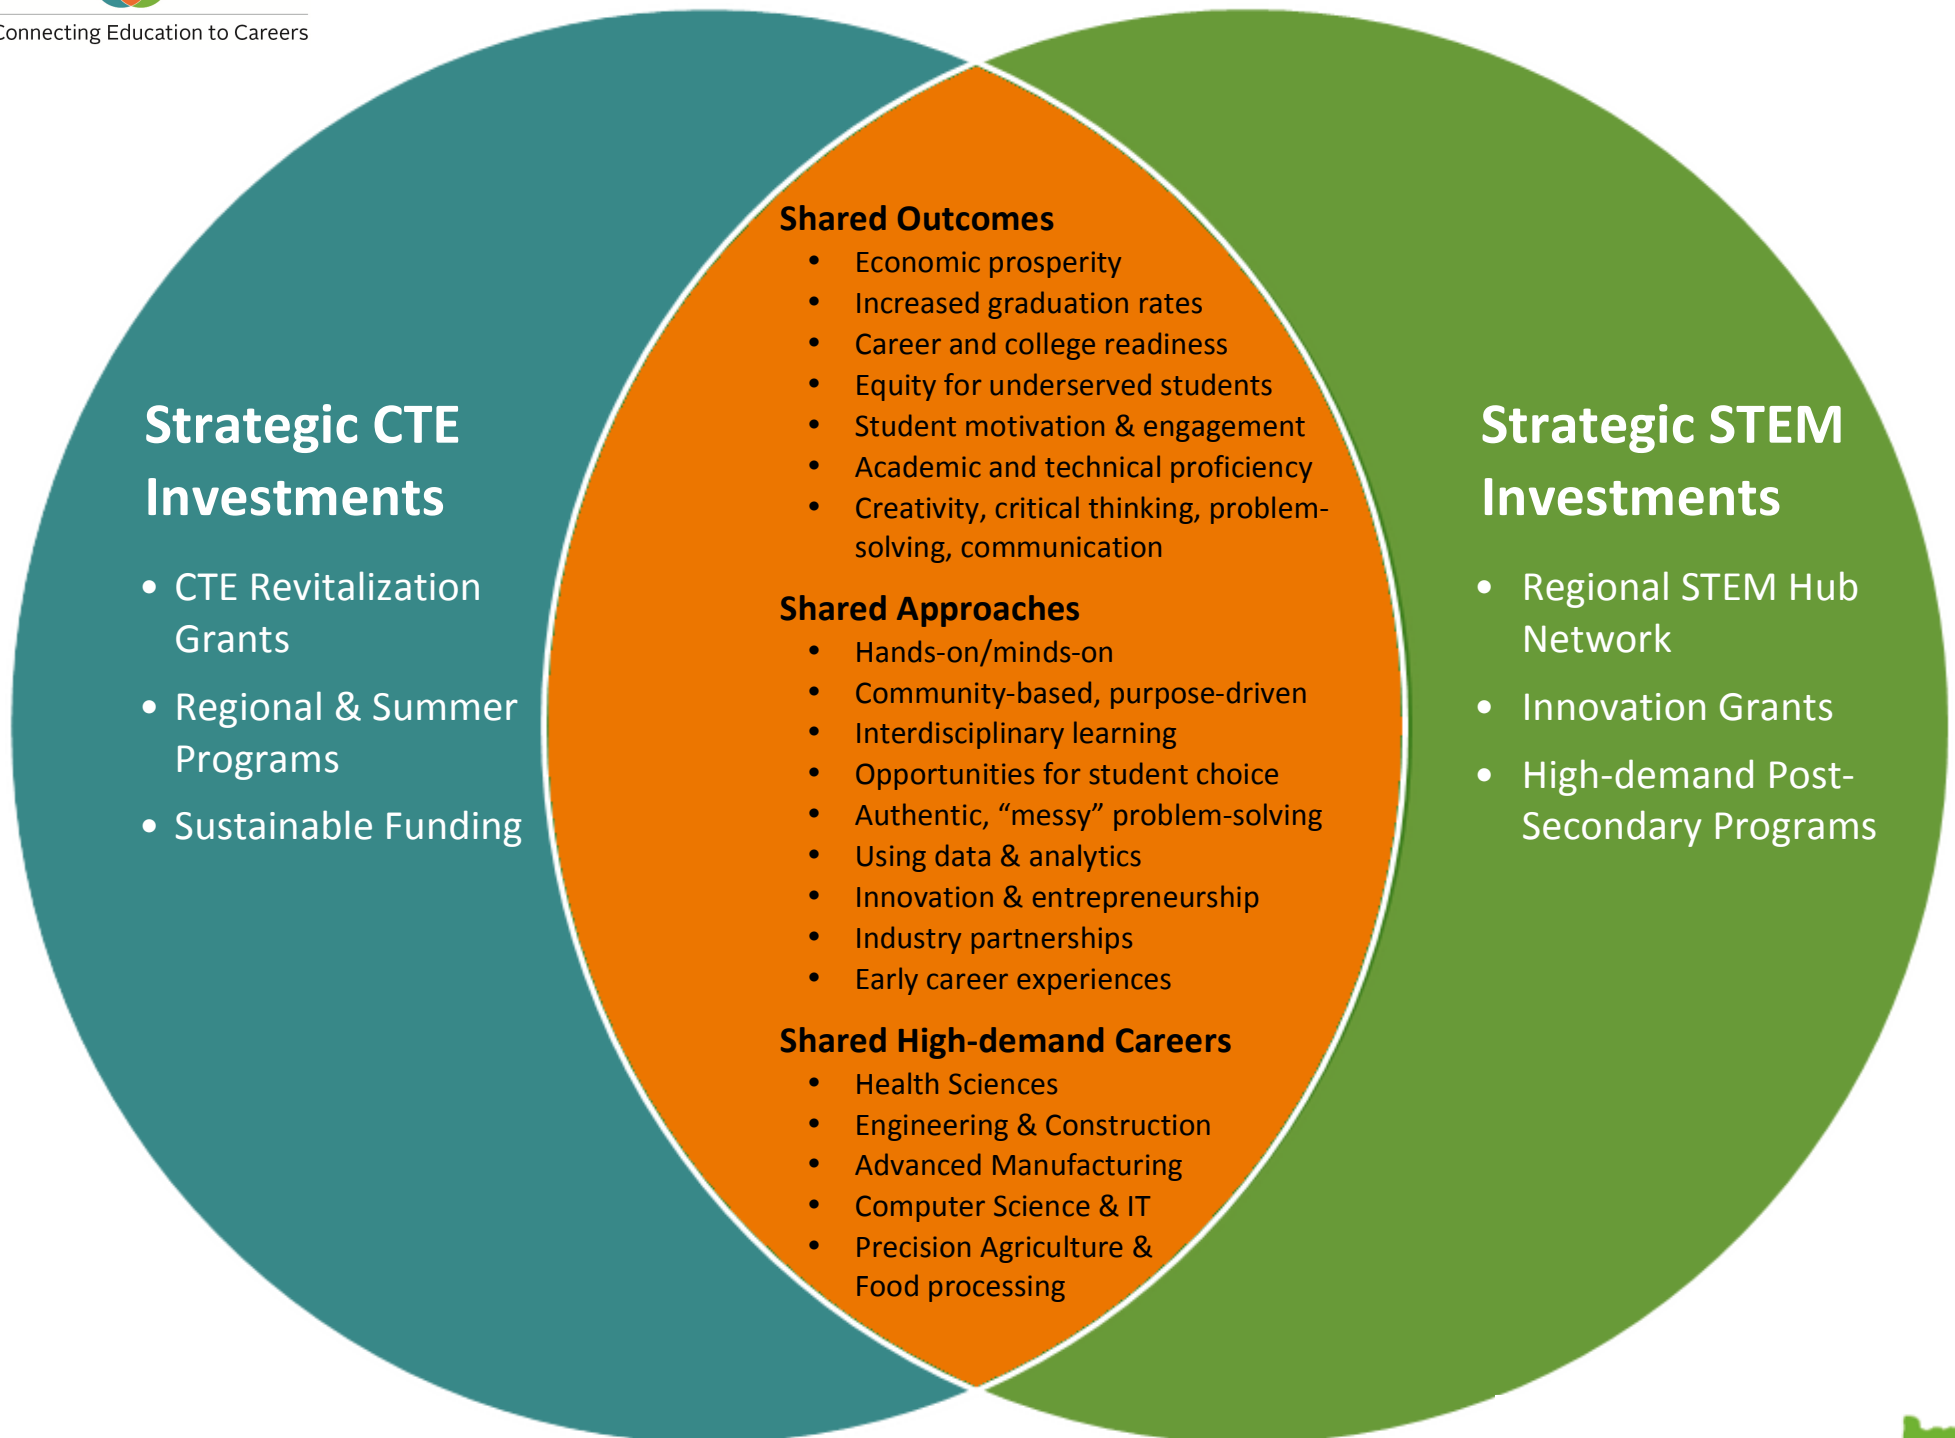 Connecting Education to Careers
Strategic CTE
Investments
• CTE Revitalization
Grants
• Regional & Summer
Programs
• Sustainable Funding
Shared Outcomes
• Economic prosperity
• Increased graduation rates
• Career and college readiness
• Equity for underserved students
• Student motivation & engagement
• Academic and technical proficiency
• Creativity, critical thinking, problem-
solving, communication
Shared Approaches
• Hands-on/minds-on
• Community-based, purpose-driven
• Interdisciplinary learning
• Opportunities for student choice
• Authentic, “messy” problem-solving
• Using data & analytics
• Innovation & entrepreneurship
• Industry partnerships
• Early career experiences
Shared High-demand Careers
• Health Sciences
• Engineering & Construction
• Advanced Manufacturing
• Computer Science & IT
• Precision Agriculture &
Food processing
Strategic STEM
Investments
• Regional STEM Hub
Network
• Innovation Grants
• High-demand Post-
Secondary Programs